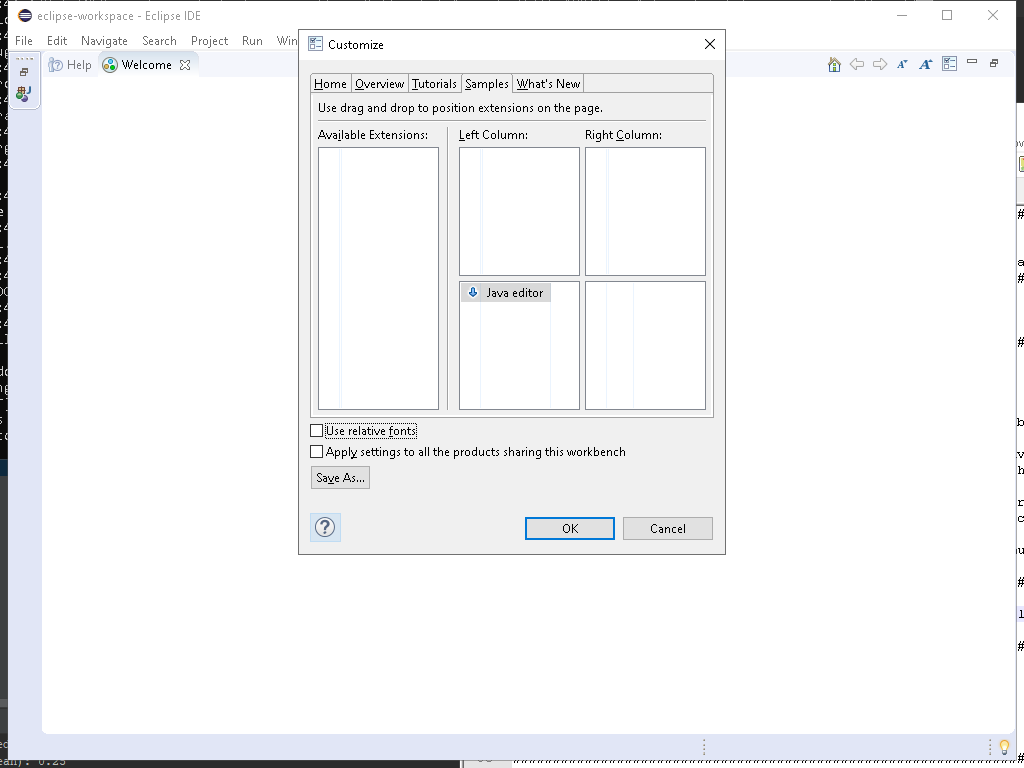 eclipse-workspace - Eclipse IDE
File Edit Navigate Search Project Run Win
Help Welcome
Customize
Home Overview Tutorials Samples What's New
Use drag and drop to position extensions on the page.
Available Extensions: Left Column: Right Column:
Java editor
Use relative fonts
Apply settings to all the products sharing this workbench
Save As...
OK Cancel